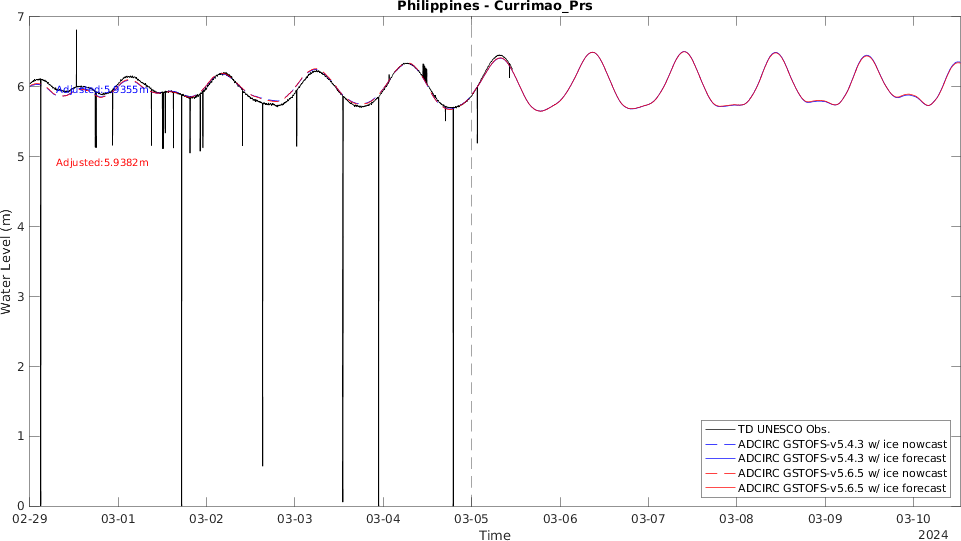 Philippines - Currimao_Prs
7
6
5
4
3
2
1
0
Water Level (m)
Adjusted:5.9355m
Adjusted:5.9382m
TD UNESCO Obs.
ADCIRC GSTOFS-v5.4.3 w/ ice nowcast
ADCIRC GSTOFS-v5.4.3 w/ ice forecast
ADCIRC GSTOFS-v5.6.5 w/ ice nowcast
ADCIRC GSTOFS-v5.6.5 w/ ice forecast
02-29 03-01 03-02 03-03 03-04 03-05 03-06 03-07 03-08 03-09 03-10
Time
2024